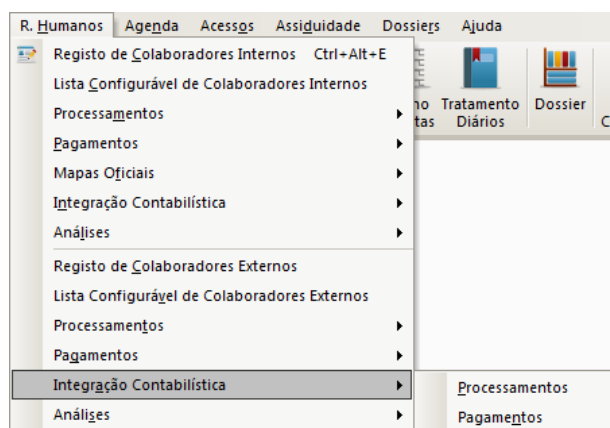 R. Humanos Agenda Acessos Assiduidade Dossiers Ajuda
Registo de Colaboradores Internos Ctrl+Alt+E
Lista Configurável de Colaboradores Internos
Processamentos
Pagamentos
Mapas Oficiais
Integração Contabilística
Análises
Registo de Colaboradores Externos
Lista Configurável de Colaboradores Externos
Processamentos
Pagamentos
Integração Contabilística
Análises
Tratamento Diários
Dossier
Processamentos
Pagamentos